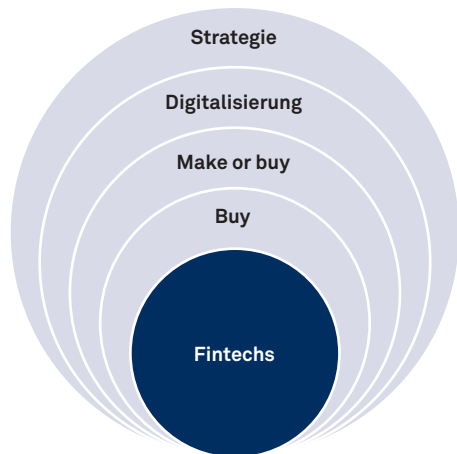 Strategie
Digitalisierung
Make or buy
Buy
Fintechs